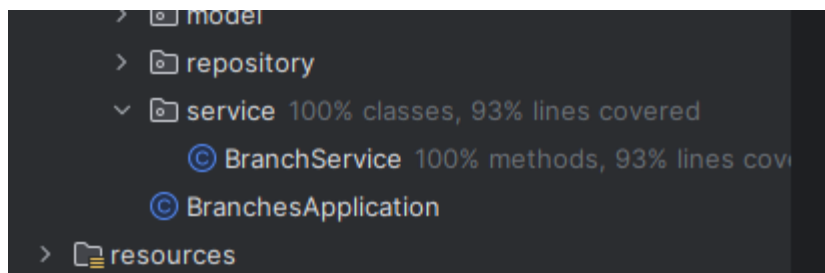 model
repository
service 100% classes, 93% lines covered
BranchService 100% methods, 93% lines cov
BranchesApplication
resources